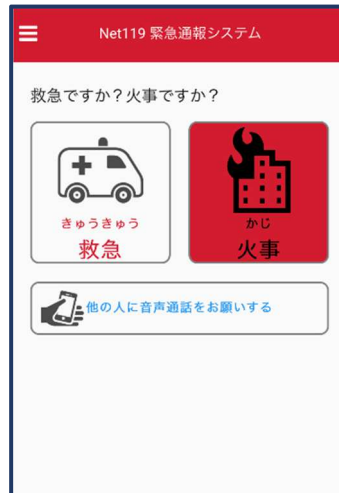 Net119 緊急通報システム
救急ですか？火事ですか？
きゅうきゅう
救急
かじ
火事
他の人に音声通話をお願いする